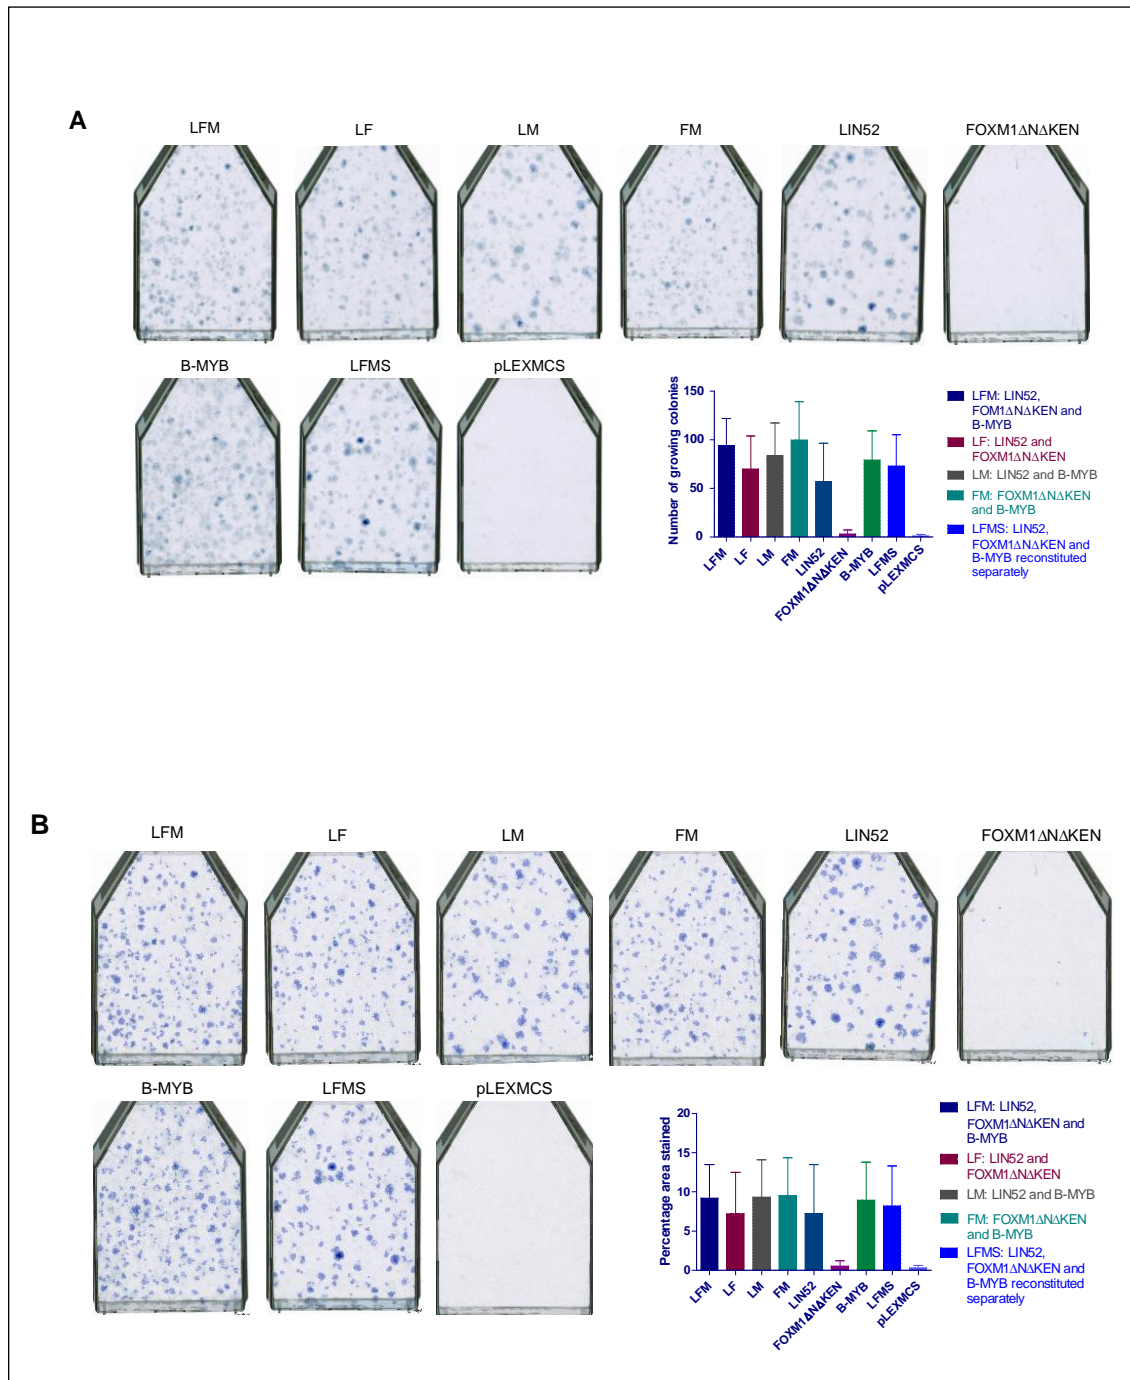 A
LFM
LF
LM
FM
LIN52
FOXM1ΔNΔKEN
B-MYB
LFMS
pLEXMCS
Number of growing colonies
150
100
50
0
LFM
LF
LM
FM
LIN52
FOXM1ΔNΔKEN
B-MYB
LFMS
pLEXMCS
LFM: LIN52,
FOM1ΔNΔKEN and
B-MYB
LF: LIN52 and
FOXM1ΔNΔKEN
LM: LIN52 and B-MYB
FM: FOXM1ΔNΔKEN
and B-MYB
LFMS: LIN52,
FOXM1ΔNΔKEN and
B-MYB reconstituted
separately
B
LFM
LF
LM
FM
LIN52
FOXM1ΔNΔKEN
B-MYB
LFMS
pLEXMCS
Percentage area stained
20
15
10
5
0
LFM
LF
LM
FM
LIN52
FOXM1ΔNΔKEN
B-MYB
LFMS
pLEXMCS
LFM: LIN52,
FOXM1ΔNΔKEN and
B-MYB
LF: LIN52 and
FOXM1ΔNΔKEN
LM: LIN52 and B-MYB
FM: FOXM1ΔNΔKEN
and B-MYB
LFMS: LIN52,
FOXM1ΔNΔKEN and
B-MYB reconstituted
separately